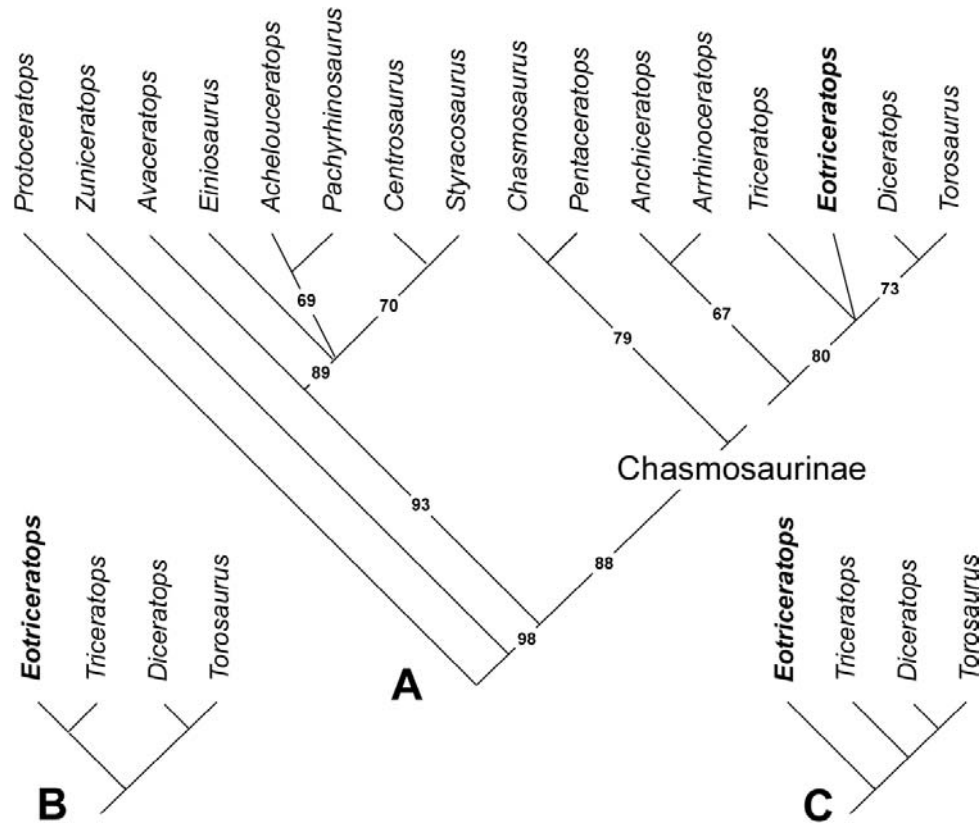 Protoceratops
Zuniceratops
Avaceratops
Einiosaurus
Achelouceratops
Pachyrhinosaurus
Centrosaurus
Styracosaurus
Chasmosaurus
Pentaceratops
Anchiceratops
Arrhinoceratops
Triceratops
Eotriceratops
Diceratops
Torosaurus
69
70
89
79
67
73
80
Chasmosaurinae
93
88
98
A
Eotriceratops
Triceratops
Diceratops
Torosaurus
B
Eotriceratops
Triceratops
Diceratops
Torosaurus
C